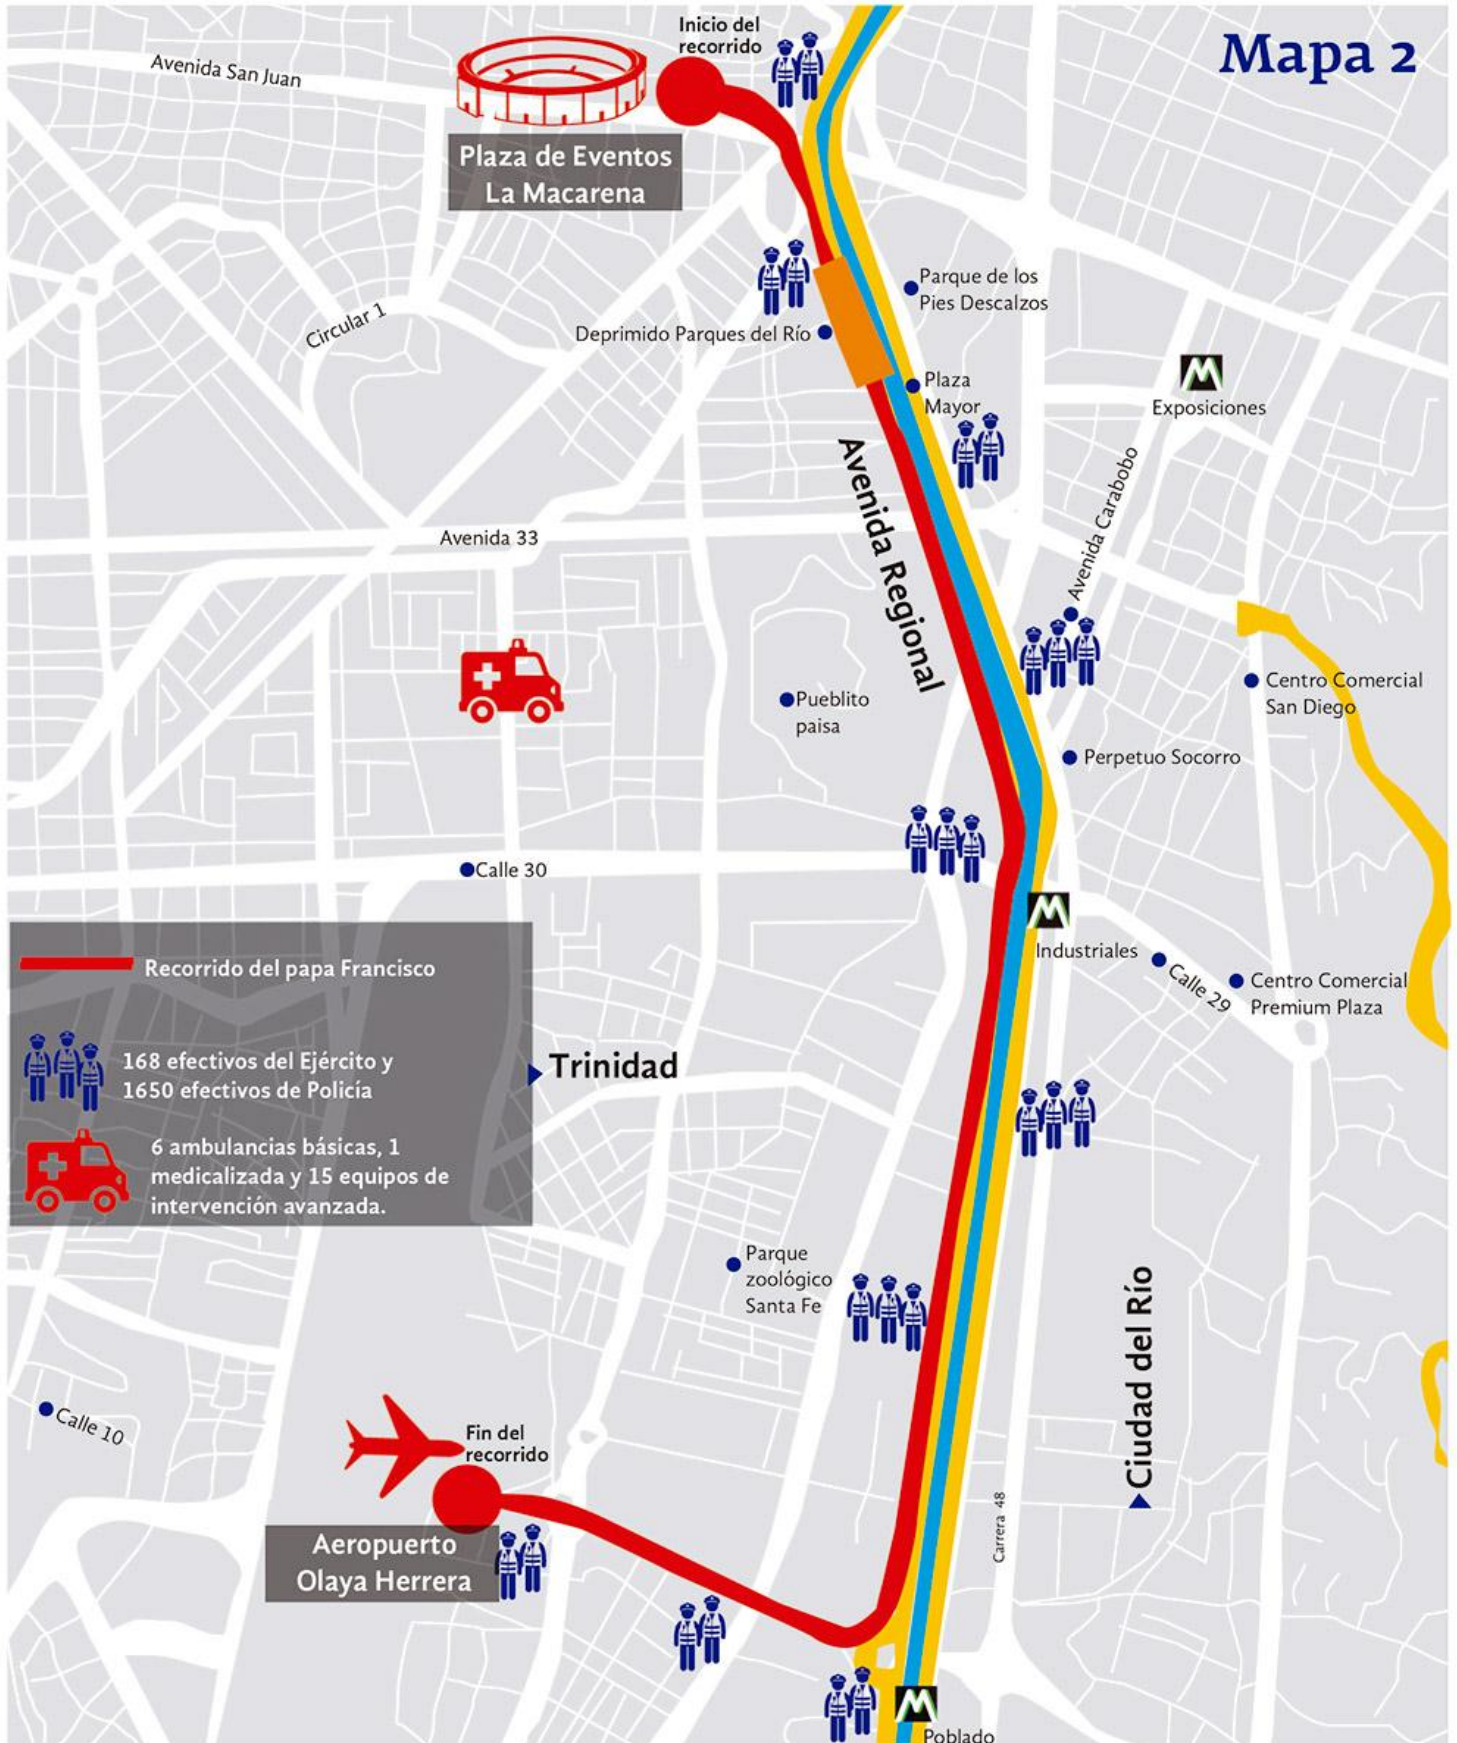 Mapa 2
Inicio del
recorrido
Avenida San Juan
Plaza de Eventos
La Macarena
Parque de los
Pies Descalzos
Circular 1
Deprimido Parques del Río
Plaza
Mayor
M
Exposiciones
Avenida Regional
Avenida Carabobo
Avenida 33
Centro Comercial
San Diego
Pueblito
paisa
Perpetuo Socorro
Calle 30
M
Industriales
Calle 29
Centro Comercial
Premium Plaza
Recorrido del papa Francisco
168 efectivos del Ejército y
1650 efectivos de Policía
6 ambulancias básicas, 1
medicalizada y 15 equipos de
intervención avanzada.
Trinidad
Parque
zoológico
Santa Fe
Ciudad del Río
Calle 10
Fin del
recorrido
Aeropuerto
Olaya Herrera
Carrera 48
M
Poblado